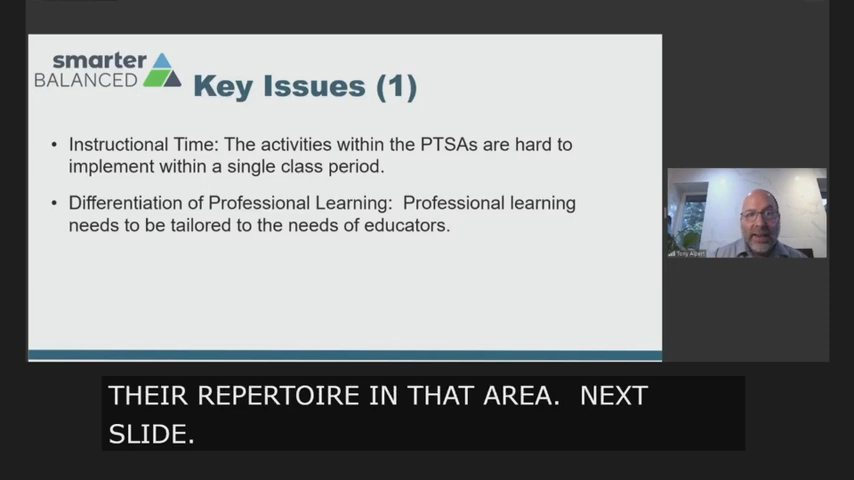 smarter
BALANCED
Key Issues (1)
• Instructional Time: The activities within the PTSAs are hard to
implement within a single class period.
• Differentiation of Professional Learning: Professional learning
needs to be tailored to the needs of educators.
Tony Alpert
THEIR REPERTOIRE IN THAT AREA. NEXT
SLIDE.